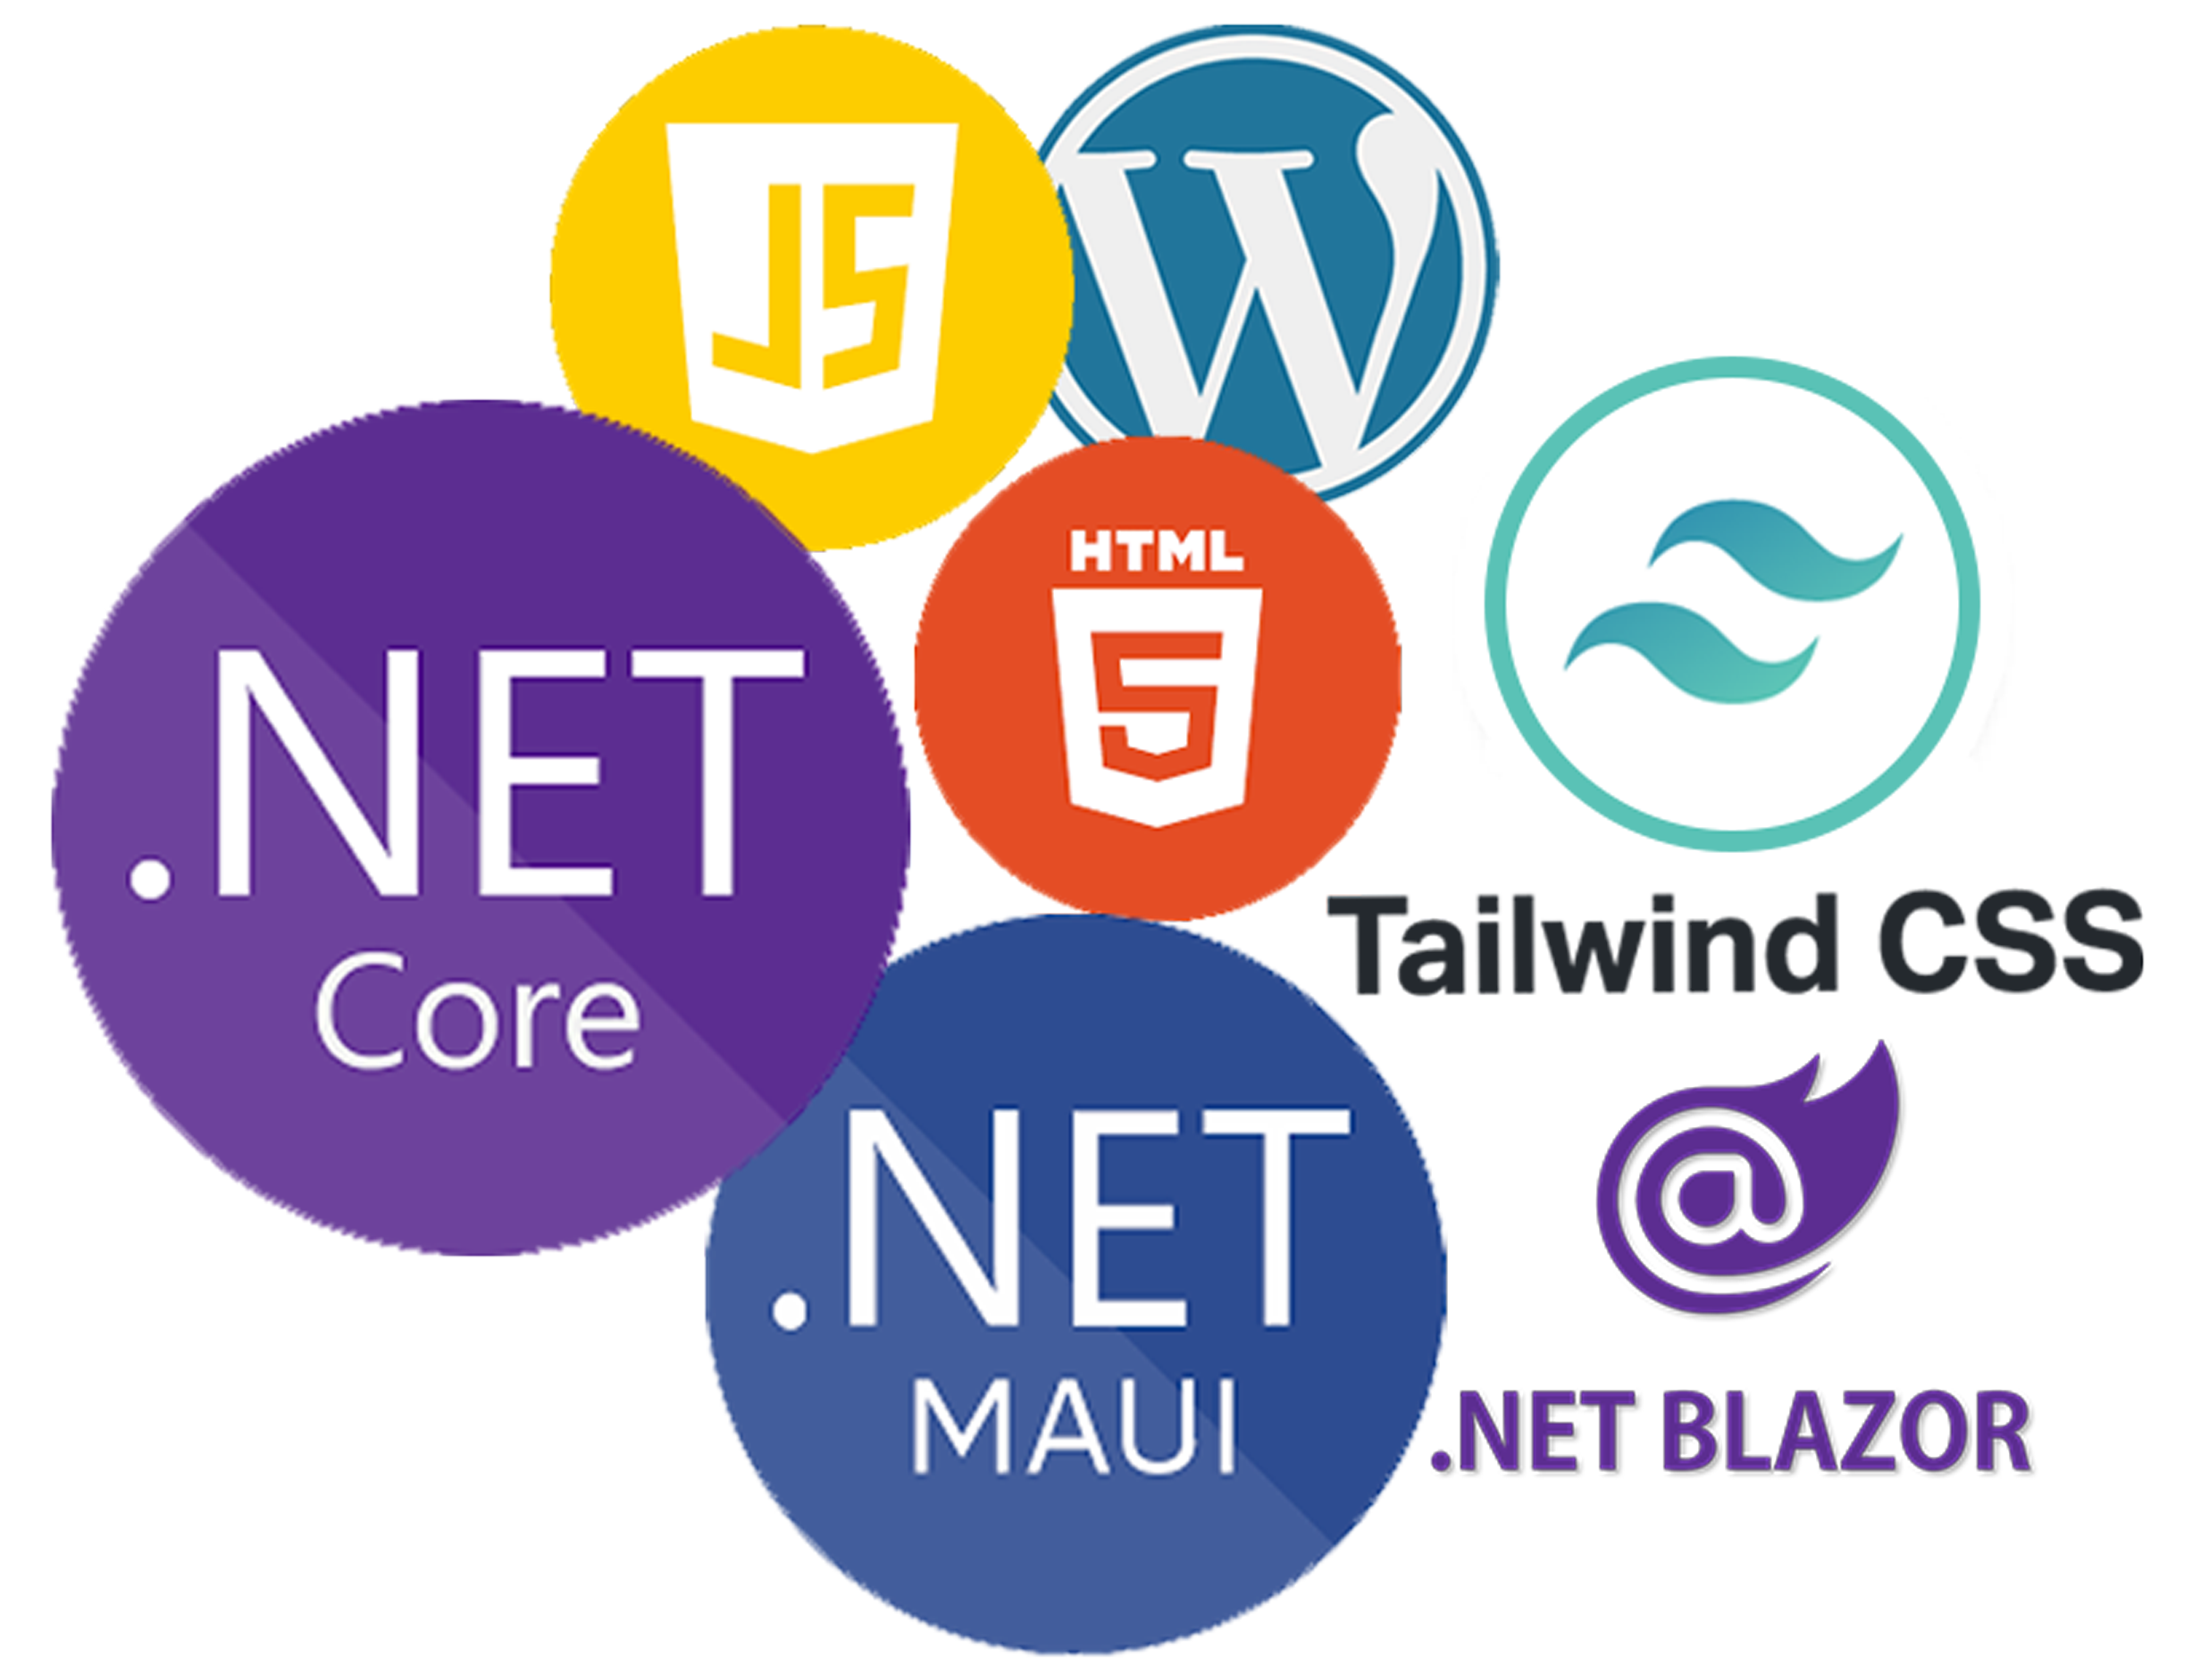 JS
W
HTML
5
.NET
Core
Tailwind CSS
.NET
MAUI
@
.NET BLAZOR